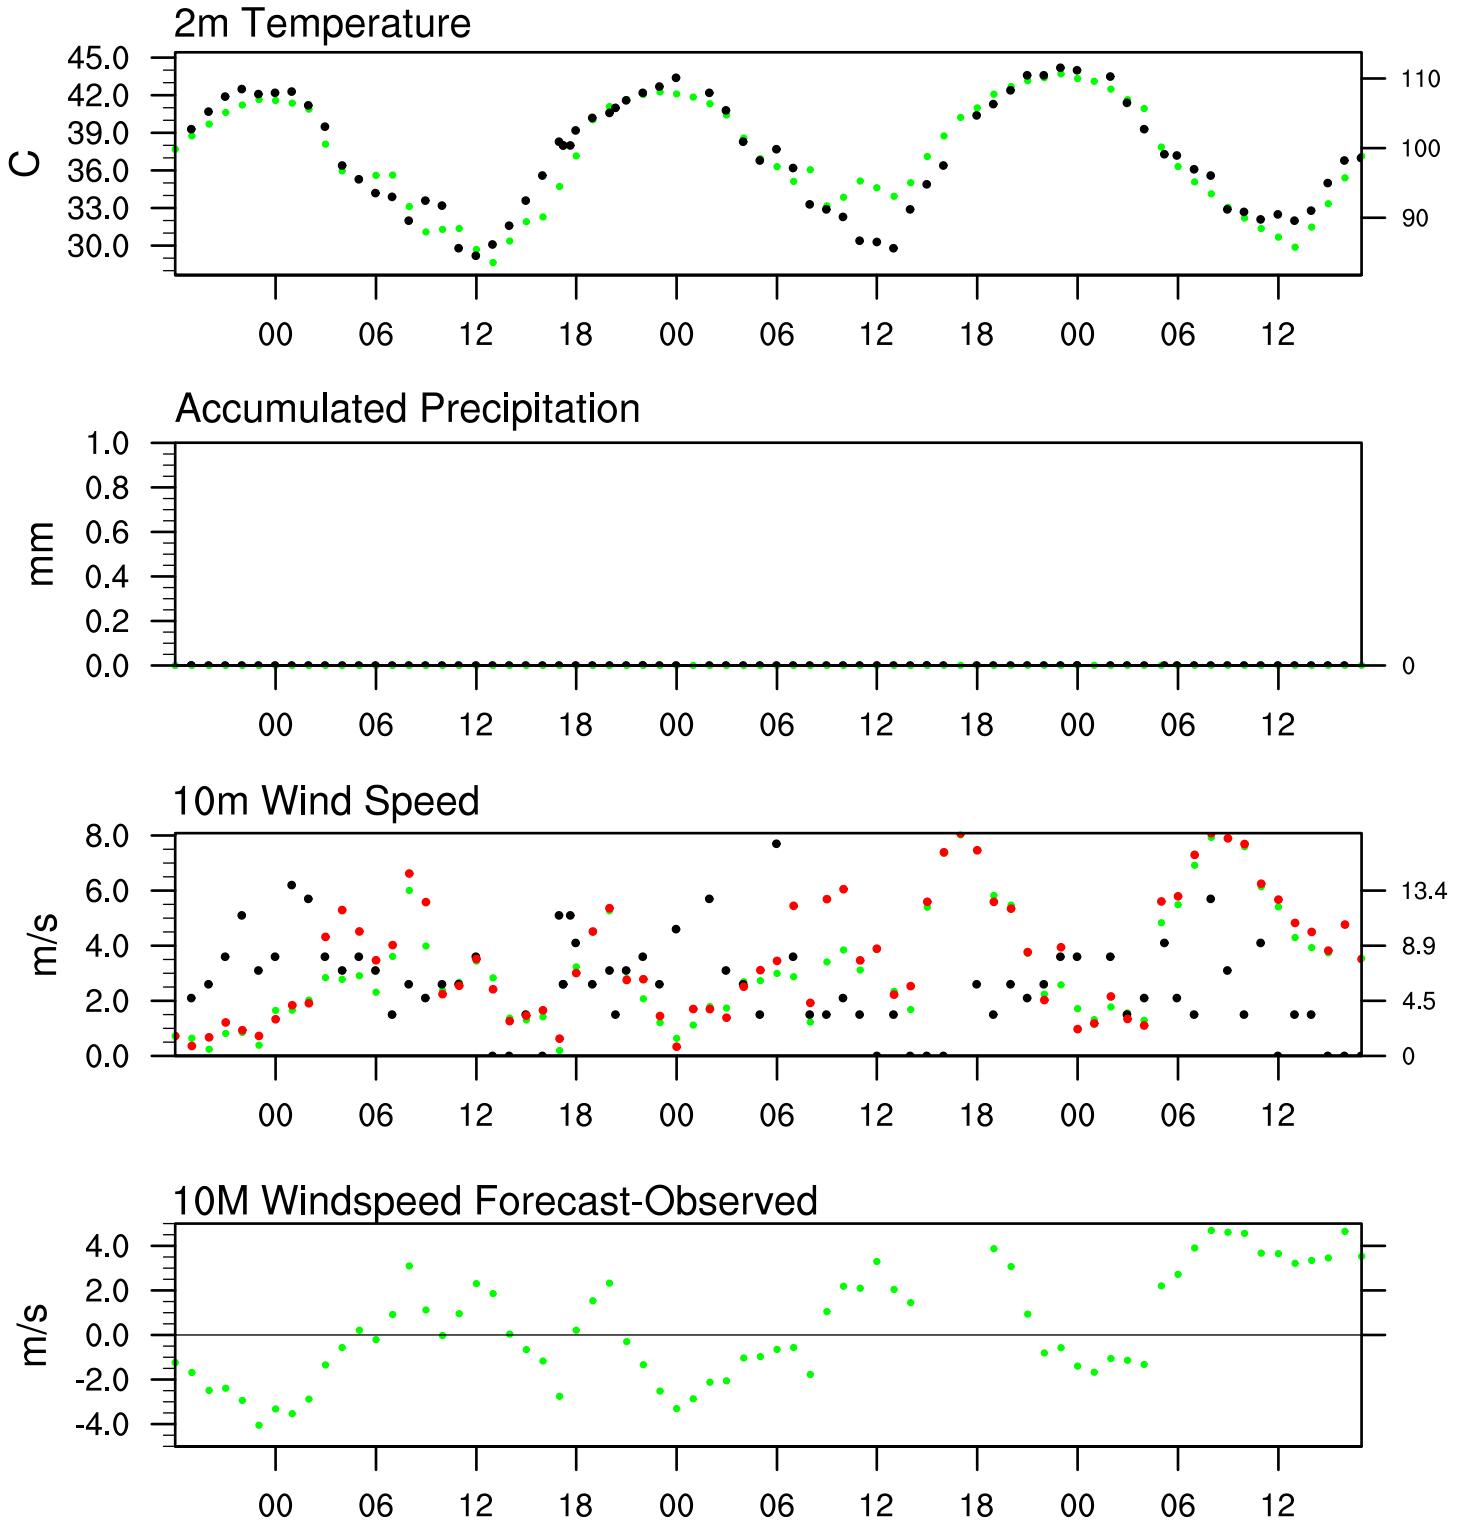 2m Temperature
45.0
42.0
39.0
36.0
33.0
30.0
C
110
100
90
00 06 12 18 00 06 12 18 00 06 12
Accumulated Precipitation
1.0
0.8
0.6
0.4
0.2
0.0
mm
0
00 06 12 18 00 06 12 18 00 06 12
10m Wind Speed
8.0
6.0
4.0
2.0
0.0
m/s
13.4
8.9
4.5
0
00 06 12 18 00 06 12 18 00 06 12
10M Windspeed Forecast-Observed
4.0
2.0
0.0
-2.0
-4.0
m/s
00 06 12 18 00 06 12 18 00 06 12